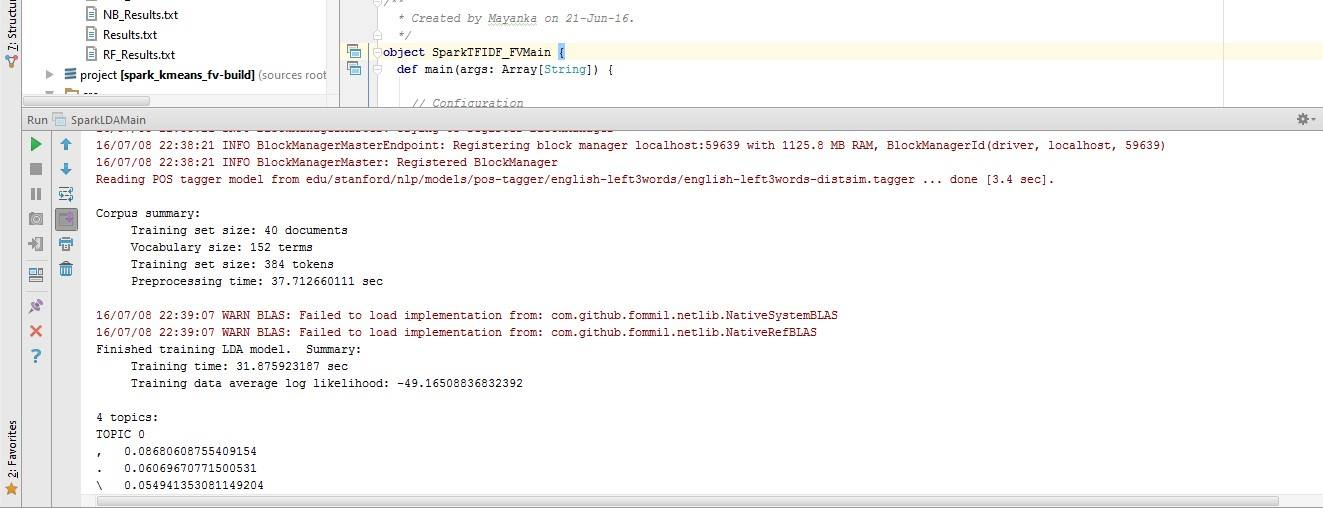 7: Structur
NB_Results.txt
Results.txt
RF_Results.txt
project [spark_kmeans_fv-build] (sources root
/**
* Created by Mayanka on 21-Jun-16.
*/
object SparkTFIDF_FVMain {
def main(args: Array[String]) {
// Configuration
Run SparkLDAMain
16/07/08 22:38:21 INFO BlockManagerMasterEndpoint: Registering block manager localhost:59639 with 1125.8 MB RAM, BlockManagerId(driver, localhost, 59639)
16/07/08 22:38:21 INFO BlockManagerMaster: Registered BlockManager
Reading POS tagger model from edu/stanford/nlp/models/pos-tagger/english-left3words/english-left3words-distsim.tagger ... done [3.4 sec].
Corpus summary:
Training set size: 40 documents
Vocabulary size: 152 terms
Training set size: 384 tokens
Preprocessing time: 37.712660111 sec
16/07/08 22:39:07 WARN BLAS: Failed to load implementation from: com.github.fommil.netlib.NativeSystemBLAS
16/07/08 22:39:07 WARN BLAS: Failed to load implementation from: com.github.fommil.netlib.NativeRefBLAS
Finished training LDA model.  Summary:
Training time: 31.875923187 sec
Training data average log likelihood: -49.16508836832392
4 topics:
TOPIC 0
, 0.08680608755409154
. 0.06069670771500531
\ 0.054941353081149204
2: Favorites